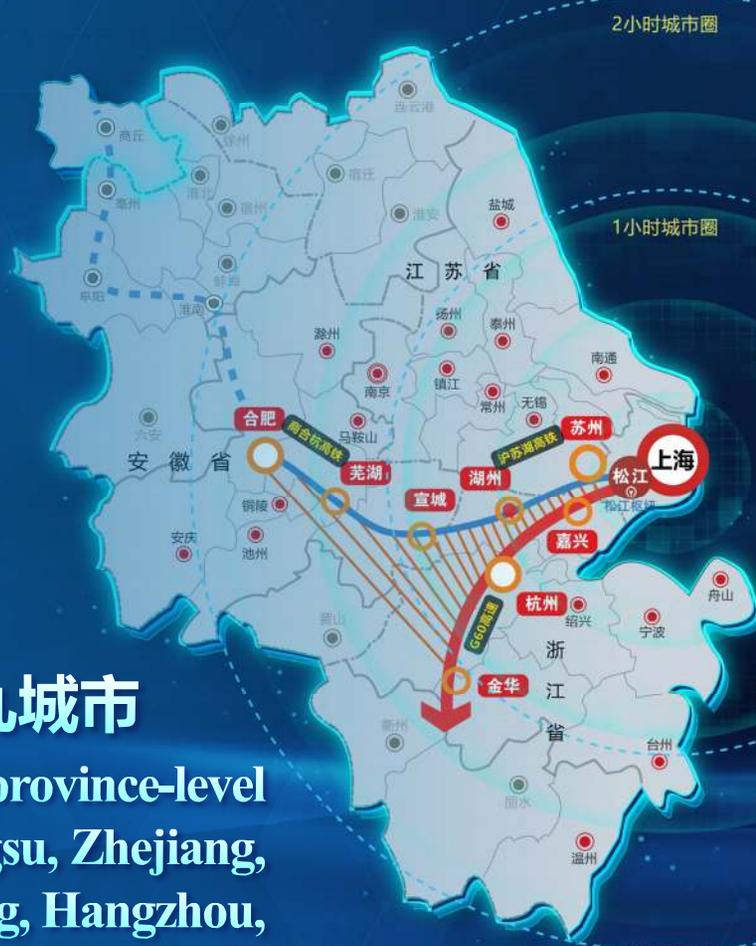 2小时城市圈
连云港
商丘
徐州
宿迁
淮北
亳州
宿州
淮安
盐城
1小时城市圈
江苏省
蚌埠
阜阳
淮南
扬州
泰州
滁州
南京
镇江
南通
常州
无锡
合肥
商合杭高铁
马鞍山
沪苏湖高铁
苏州
六安
安徽省
芜湖
湖州
松江
上海
宣城
松江枢纽
铜陵
嘉兴
安庆
池州
杭州
舟山
绍兴
宁波
黄山
G60高速
浙江省
金华
九城市
衢州
台州
province-level
丽水
gsu, Zhejiang,
温州
g, Hangzhou,